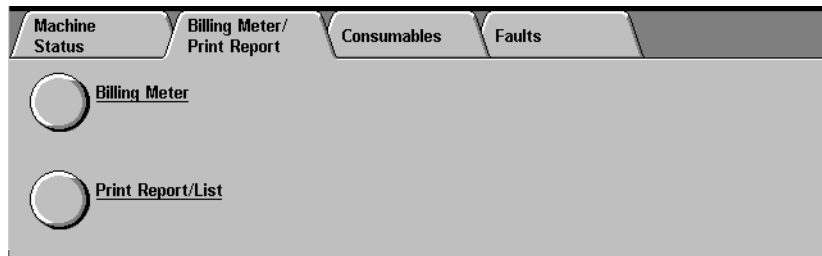 Machine
Status
Billing Meter/
Print Report
Consumables
Faults
Billing Meter
Print Report/List